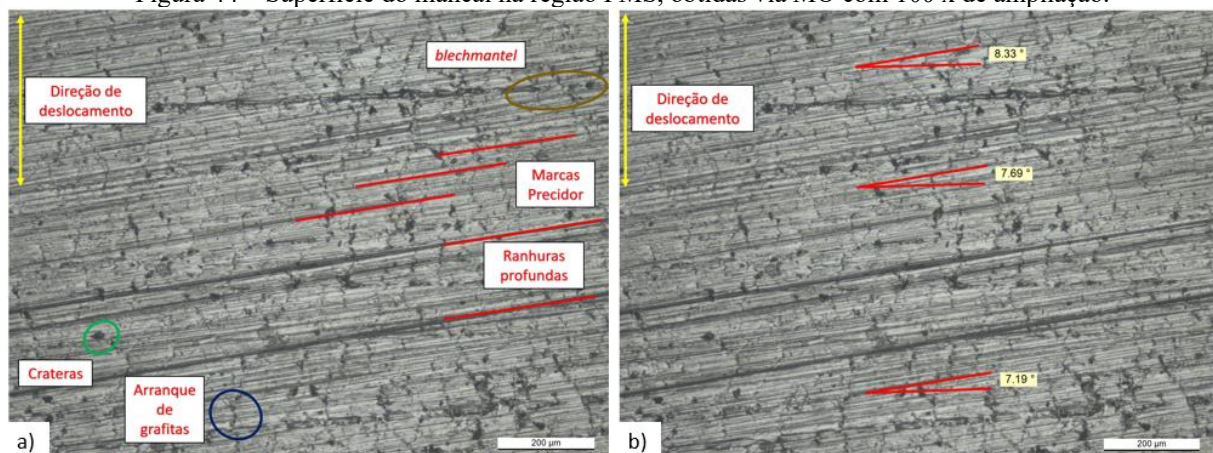 Figura 44 – Superfície do mancal na região PMS, obtidas via MO com 100 x de ampliação.
Direção de
deslocamento
blechmantel
Marcas
Precidor
Ranhuras
profundas
Crateras
Arranque
de
grafitas
a)
200 µm
Direção de
deslocamento
8.33 °
7.69 °
7.19 °
b)
200 µm